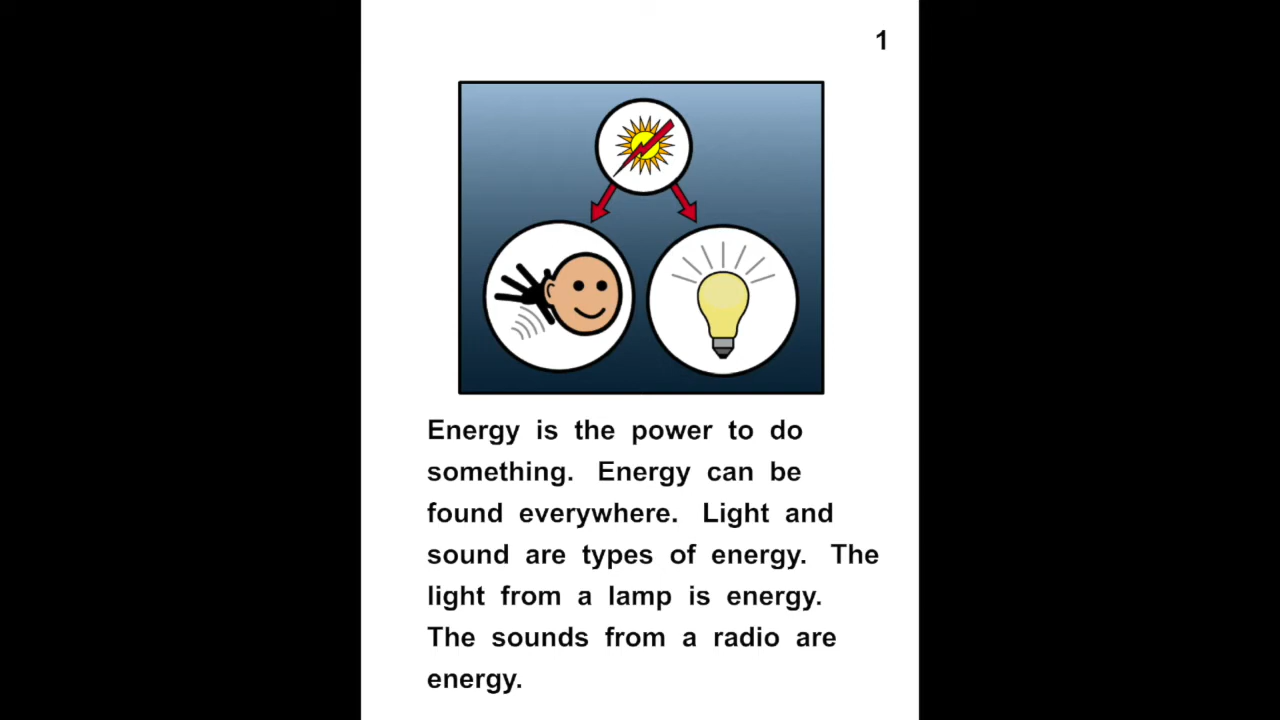 1
Energy is the power to do
something. Energy can be
found everywhere. Light and
sound are types of energy. The
light from a lamp is energy.
The sounds from a radio are
energy.